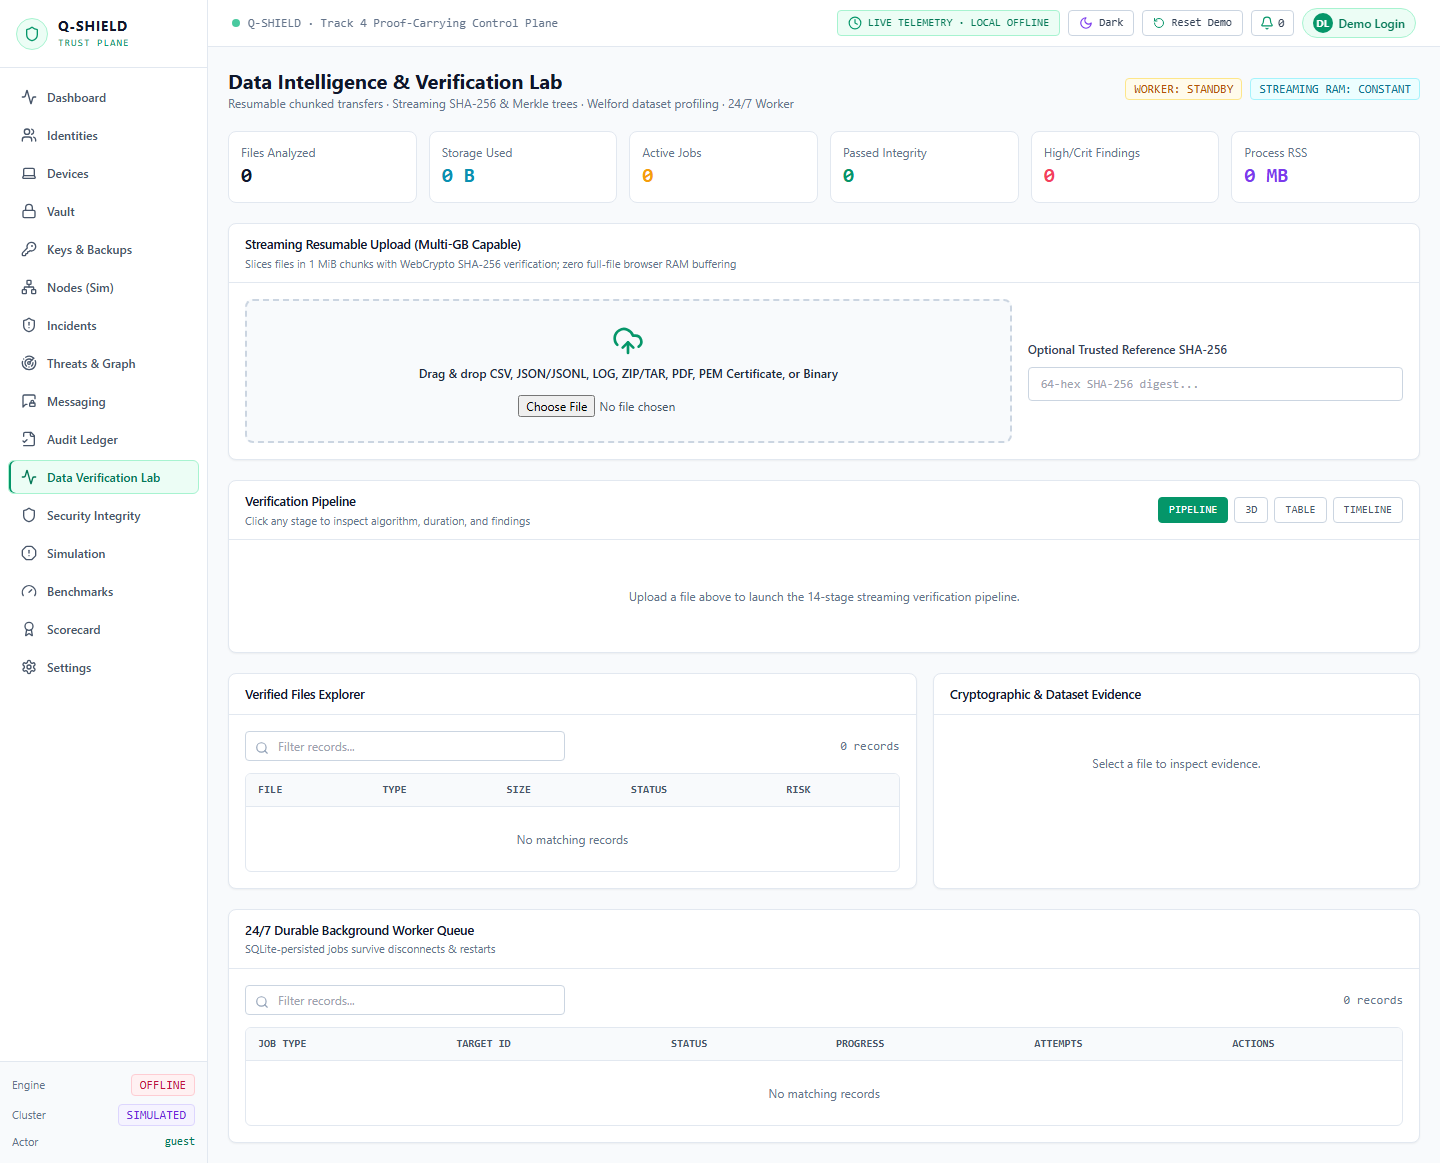 Q-SHIELD
TRUST PLANE
Q-SHIELD · Track 4 Proof-Carrying Control Plane
LIVE TELEMETRY · LOCAL OFFLINE
Dark
Reset Demo
0
DL Demo Login
Dashboard
Identities
Devices
Vault
Keys & Backups
Nodes (Sim)
Incidents
Threats & Graph
Messaging
Audit Ledger
Data Verification Lab
Security Integrity
Simulation
Benchmarks
Scorecard
Settings
Engine OFFLINE
Cluster SIMULATED
Actor guest
Data Intelligence & Verification Lab
Resumable chunked transfers · Streaming SHA-256 & Merkle trees · Welford dataset profiling · 24/7 Worker
WORKER: STANDBY
STREAMING RAM: CONSTANT
Files Analyzed
0
Storage Used
0 B
Active Jobs
0
Passed Integrity
0
High/Crit Findings
0
Process RSS
0 MB
Streaming Resumable Upload (Multi-GB Capable)
Slices files in 1 MiB chunks with WebCrypto SHA-256 verification; zero full-file browser RAM buffering
Drag & drop CSV, JSON/JSONL, LOG, ZIP/TAR, PDF, PEM Certificate, or Binary
Choose File No file chosen
Optional Trusted Reference SHA-256
64-hex SHA-256 digest...
Verification Pipeline
Click any stage to inspect algorithm, duration, and findings
PIPELINE
3D
TABLE
TIMELINE
Upload a file above to launch the 14-stage streaming verification pipeline.
Verified Files Explorer
Filter records...
0 records
FILE TYPE SIZE STATUS RISK
No matching records
Cryptographic & Dataset Evidence
Select a file to inspect evidence.
24/7 Durable Background Worker Queue
SQLite-persisted jobs survive disconnects & restarts
Filter records...
0 records
JOB TYPE TARGET ID STATUS PROGRESS ATTEMPTS ACTIONS
No matching records